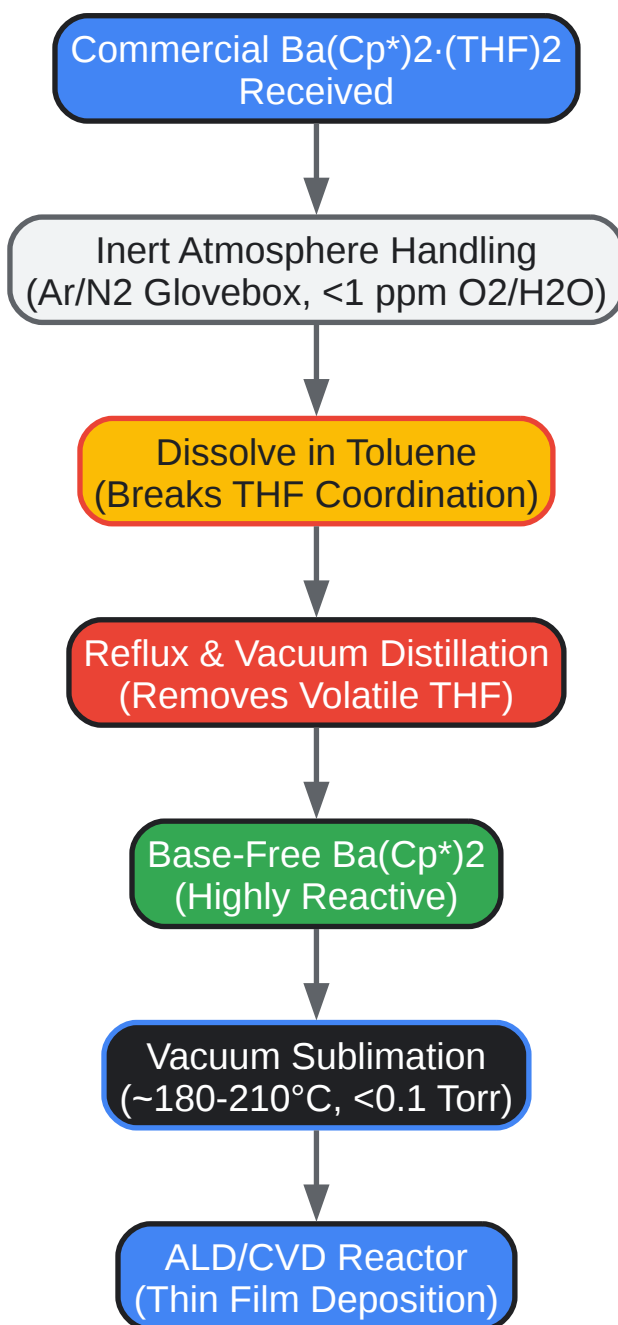 Commercial Ba(Cp*)2·(THF)2
Received
Inert Atmosphere Handling
(Ar/N2 Glovebox, <1 ppm O2/H2O)
Dissolve in Toluene
(Breaks THF Coordination)
Reflux & Vacuum Distillation
(Removes Volatile THF)
Base-Free Ba(Cp*)2
(Highly Reactive)
Vacuum Sublimation
(~180-210°C, <0.1 Torr)
ALD/CVD Reactor
(Thin Film Deposition)